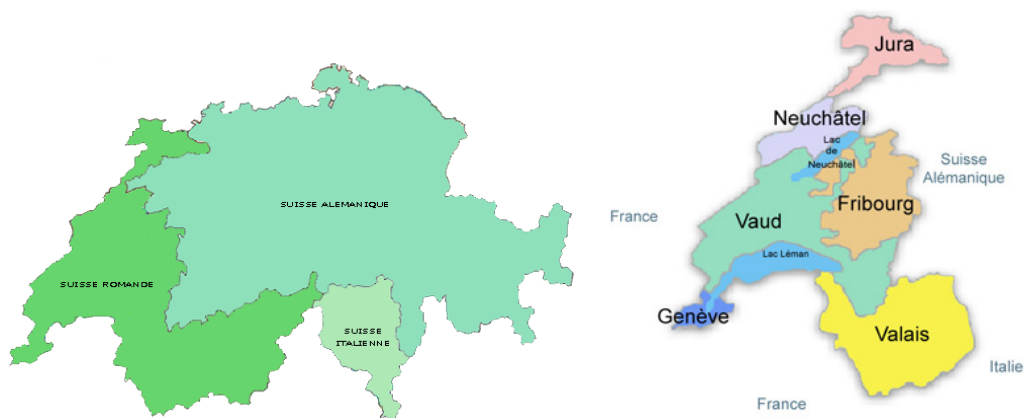 SUISSE ALEMANIQUE
SUISSE ROMANDE
SUISSE
ITALIENNE
Jura
Neuchâtel
Lac
de
Neuchâtel
Suisse
Alémanique
Fribourg
France
Vaud
Lac Léman
Genève
Valais
Italie
France